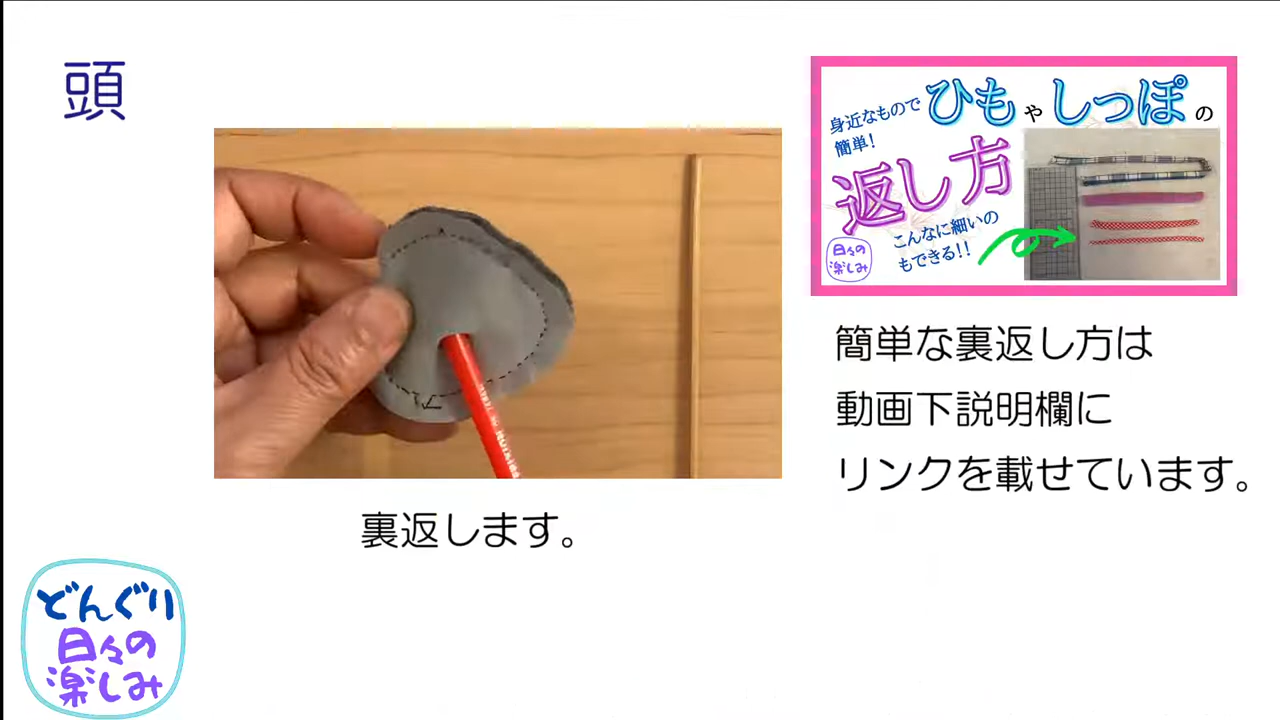 頭
身近なもので
簡単！
ひもやしっぽの
返し方
こんなに細いの
もできる！！
日々の
楽しみ
簡単な裏返し方は
動画下説明欄に
リンクを載せています。
裏返します。
どんぐり
日々の
楽しみ